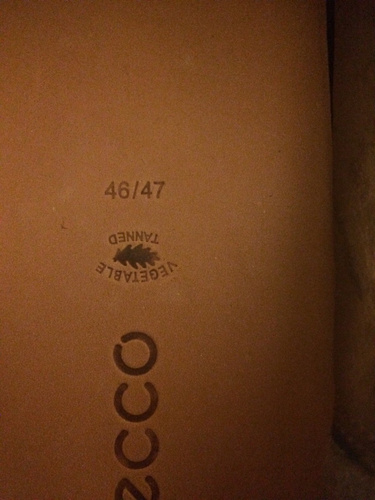 46/47
VEGETABLE
TANNED
ecco